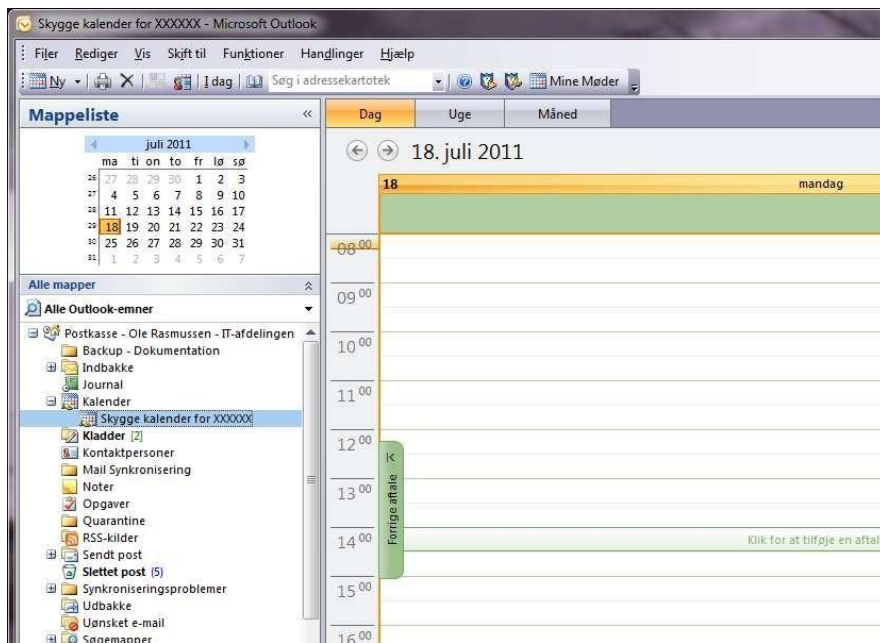 Skygge kalender for XXXXXX - Microsoft Outlook
Filer Rediger Vis Skift til Funktioner Handlinger Hjælp
Ny I dag Søg i adressekartotek Mine Møder
Mappeliste «
juli 2011
ma ti on to fr lø sø
26 27 28 29 30 1 2 3
27 4 5 6 7 8 9 10
28 11 12 13 14 15 16 17
29 18 19 20 21 22 23 24
30 25 26 27 28 29 30 31
31 1 2 3 4 5 6 7
Alle mapper
Alle Outlook-emner
Postkasse - Ole Rasmussen - IT-afdelingen
Backup - Dokumentation
Indbakke
Journal
Kalender
Skygge kalender for XXXXXX
Kladder [2]
Kontaktpersoner
Mail Synkronisering
Noter
Opgaver
Quarantine
RSS-kilder
Sendt post
Slettet post (5)
Synkroniseringsproblemer
Udbakke
Uønsket e-mail
Søgemapper
Dag Uge Måned
18. juli 2011
18 mandag
08 00
09 00
10 00
11 00
12 00
13 00
14 00 Klik for at tilføje en aftal
15 00
16 00
Forrige aftale